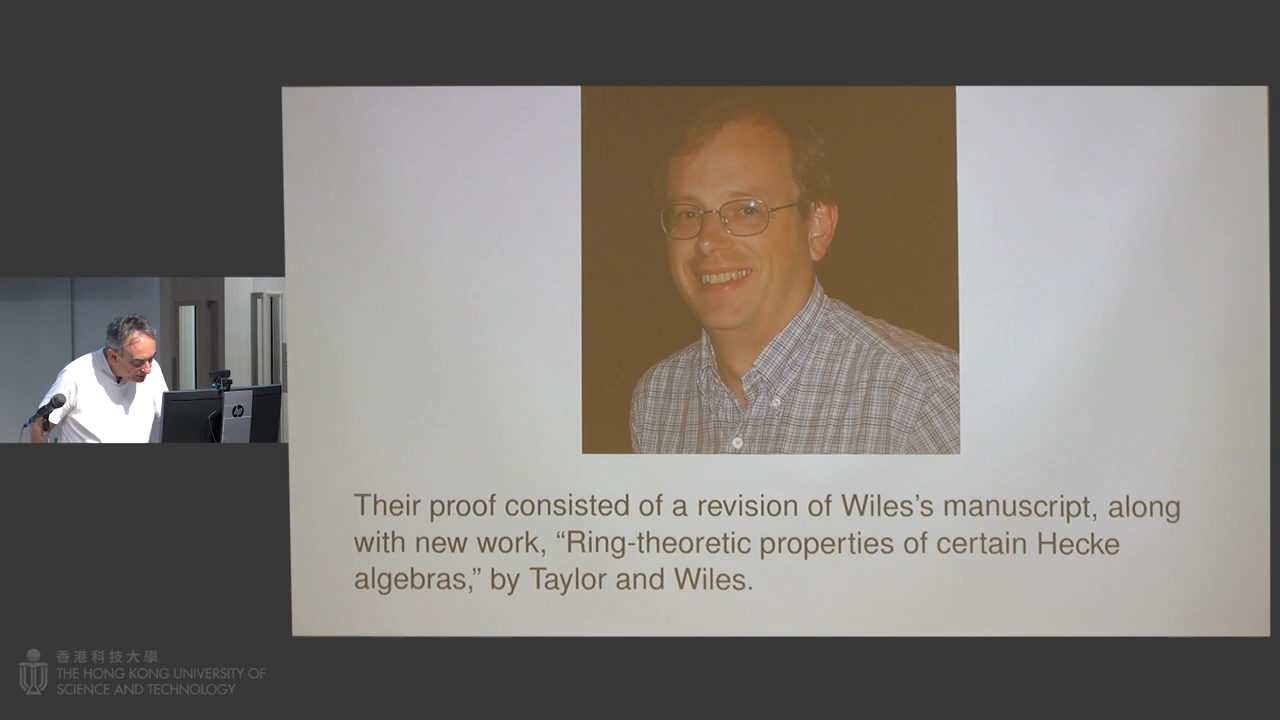 Their proof consisted of a revision of Wiles’s manuscript, along
with new work, “Ring-theoretic properties of certain Hecke
algebras,” by Taylor and Wiles.
hp
香港科技大學
THE HONG KONG UNIVERSITY OF
SCIENCE AND TECHNOLOGY